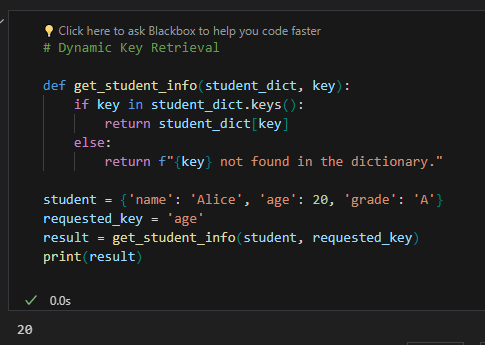 💡 Click here to ask Blackbox to help you code faster
# Dynamic Key Retrieval

def get_student_info(student_dict, key):
    if key in student_dict.keys():
        return student_dict[key]
    else:
        return f"{key} not found in the dictionary."

student = {'name': 'Alice', 'age': 20, 'grade': 'A'}
requested_key = 'age'
result = get_student_info(student, requested_key)
print(result)
✓ 0.0s
20